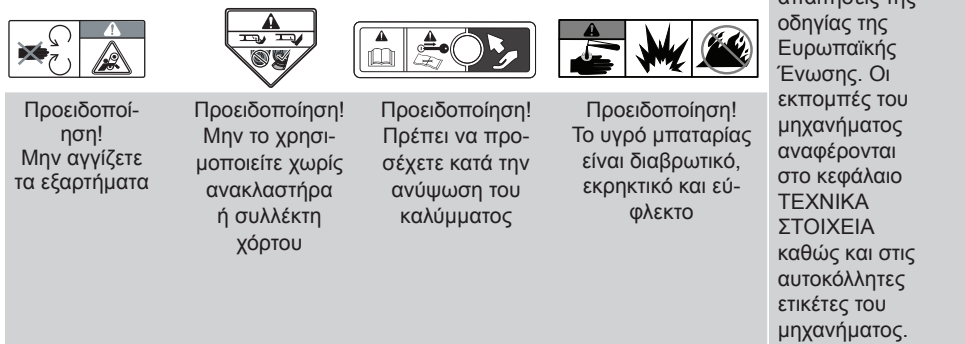 Προειδοποί-
ηση!
Μην αγγίζετε
τα εξαρτήματα
Προειδοποίηση!
Μην το χρησι-
μοποιείτε χωρίς
ανακλαστήρα
ή συλλέκτη
χόρτου
Προειδοποίηση!
Πρέπει να προ-
σέχετε κατά την
ανύψωση του
καλύμματος
Προειδοποίηση!
Το υγρό μπαταρίας
είναι διαβρωτικό,
εκρηκτικό και εύ-
φλεκτο
οδηγίας της
Ευρωπαϊκής
Ένωσης. Οι
εκπομπές του
μηχανήματος
αναφέρονται
στο κεφάλαιο
ΤΕΧΝΙΚΑ
ΣΤΟΙΧΕΙΑ
καθώς και στις
αυτοκόλλητες
ετικέτες του
μηχανήματος.